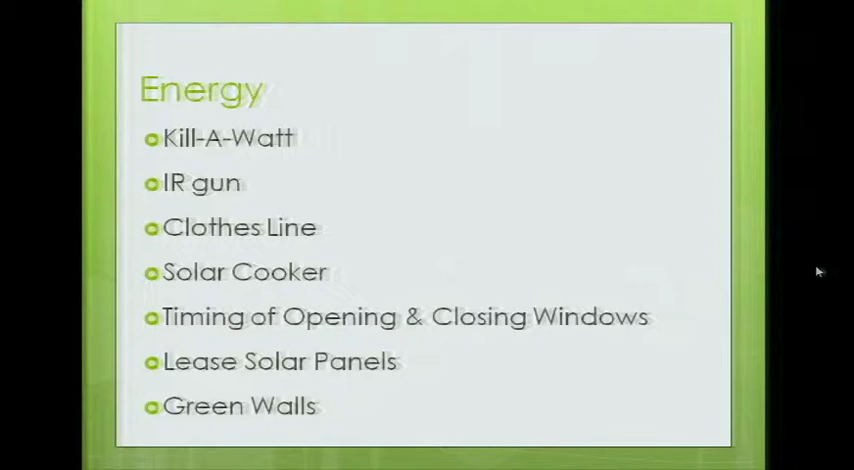 Energy
Kill-A-Watt
IR gun
Clothes Line
Solar Cooker
Timing of Opening & Closing Windows
Lease Solar Panels
Green Walls